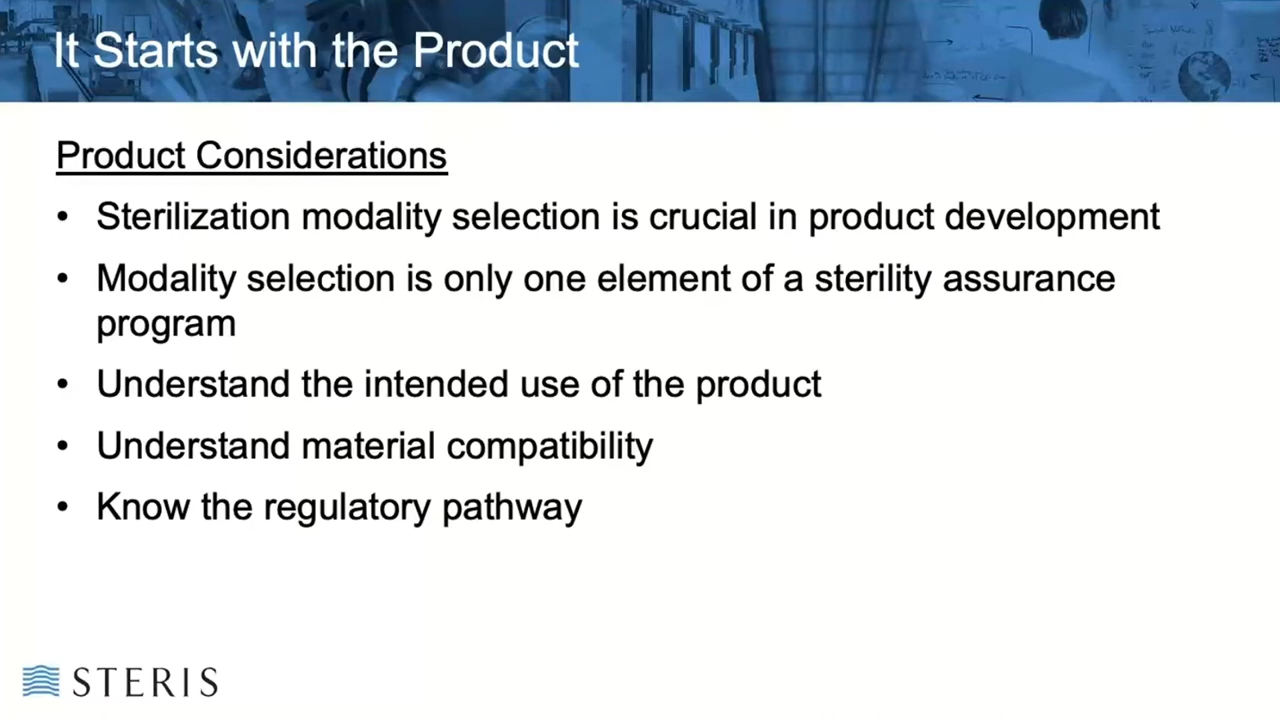 It Starts with the Product
Product Considerations
• Sterilization modality selection is crucial in product development
• Modality selection is only one element of a sterility assurance
program
• Understand the intended use of the product
• Understand material compatibility
• Know the regulatory pathway
STERIS